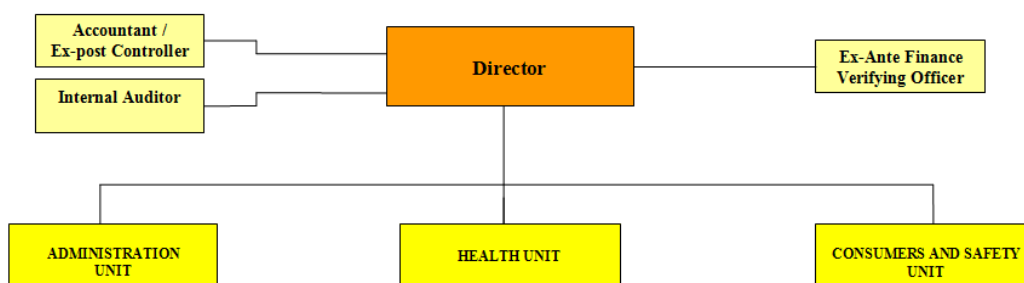 Accountant /
Ex-post Controller
Director
Ex-Ante Finance
Verifying Officer
Internal Auditor
ADMINISTRATION
UNIT
HEALTH UNIT
CONSUMERS AND SAFETY
UNIT